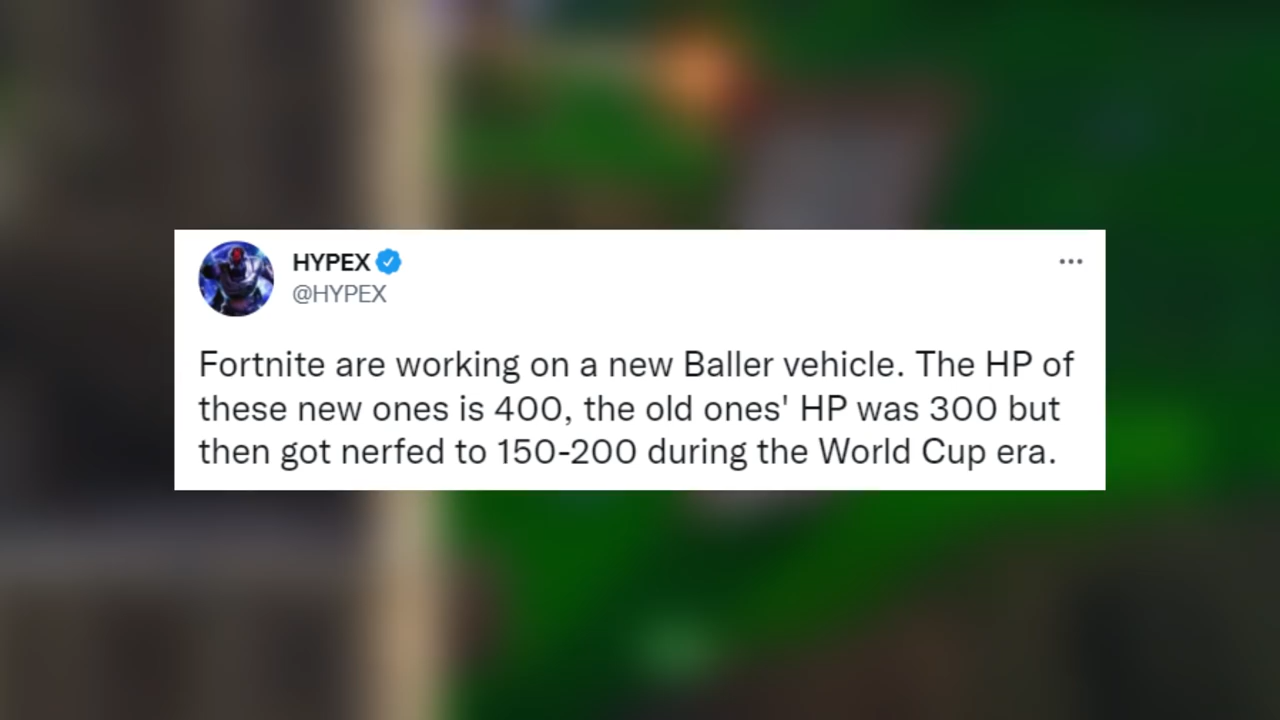 HYPEX
@HYPEX
Fortnite are working on a new Baller vehicle. The HP of
these new ones is 400, the old ones' HP was 300 but
then got nerfed to 150-200 during the World Cup era.